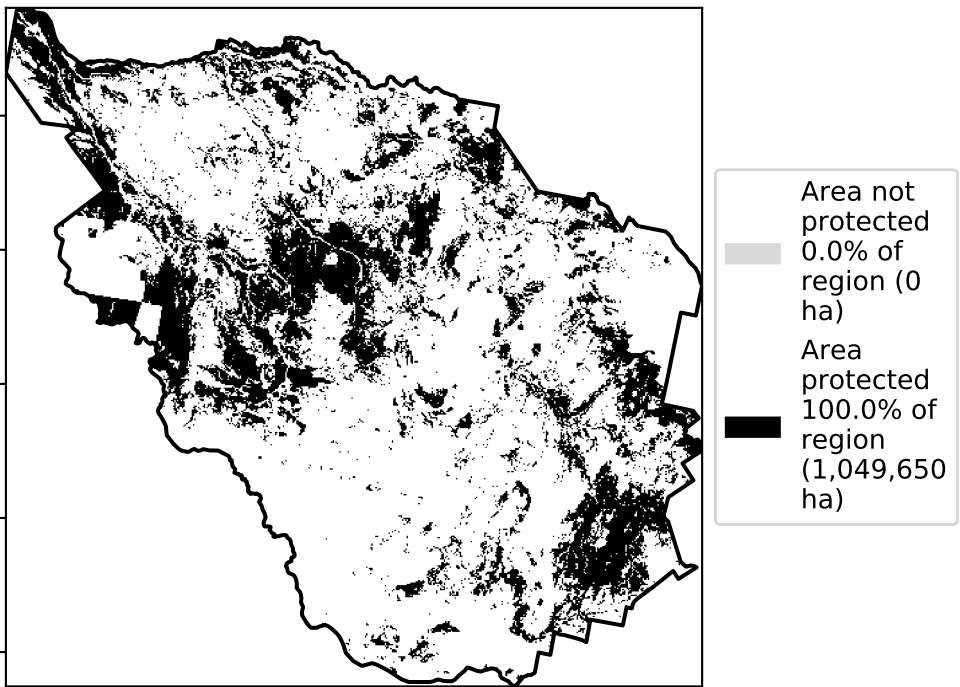 Area not
protected
0.0% of
region (0
ha)
Area
protected
100.0% of
region
(1,049,650
ha)